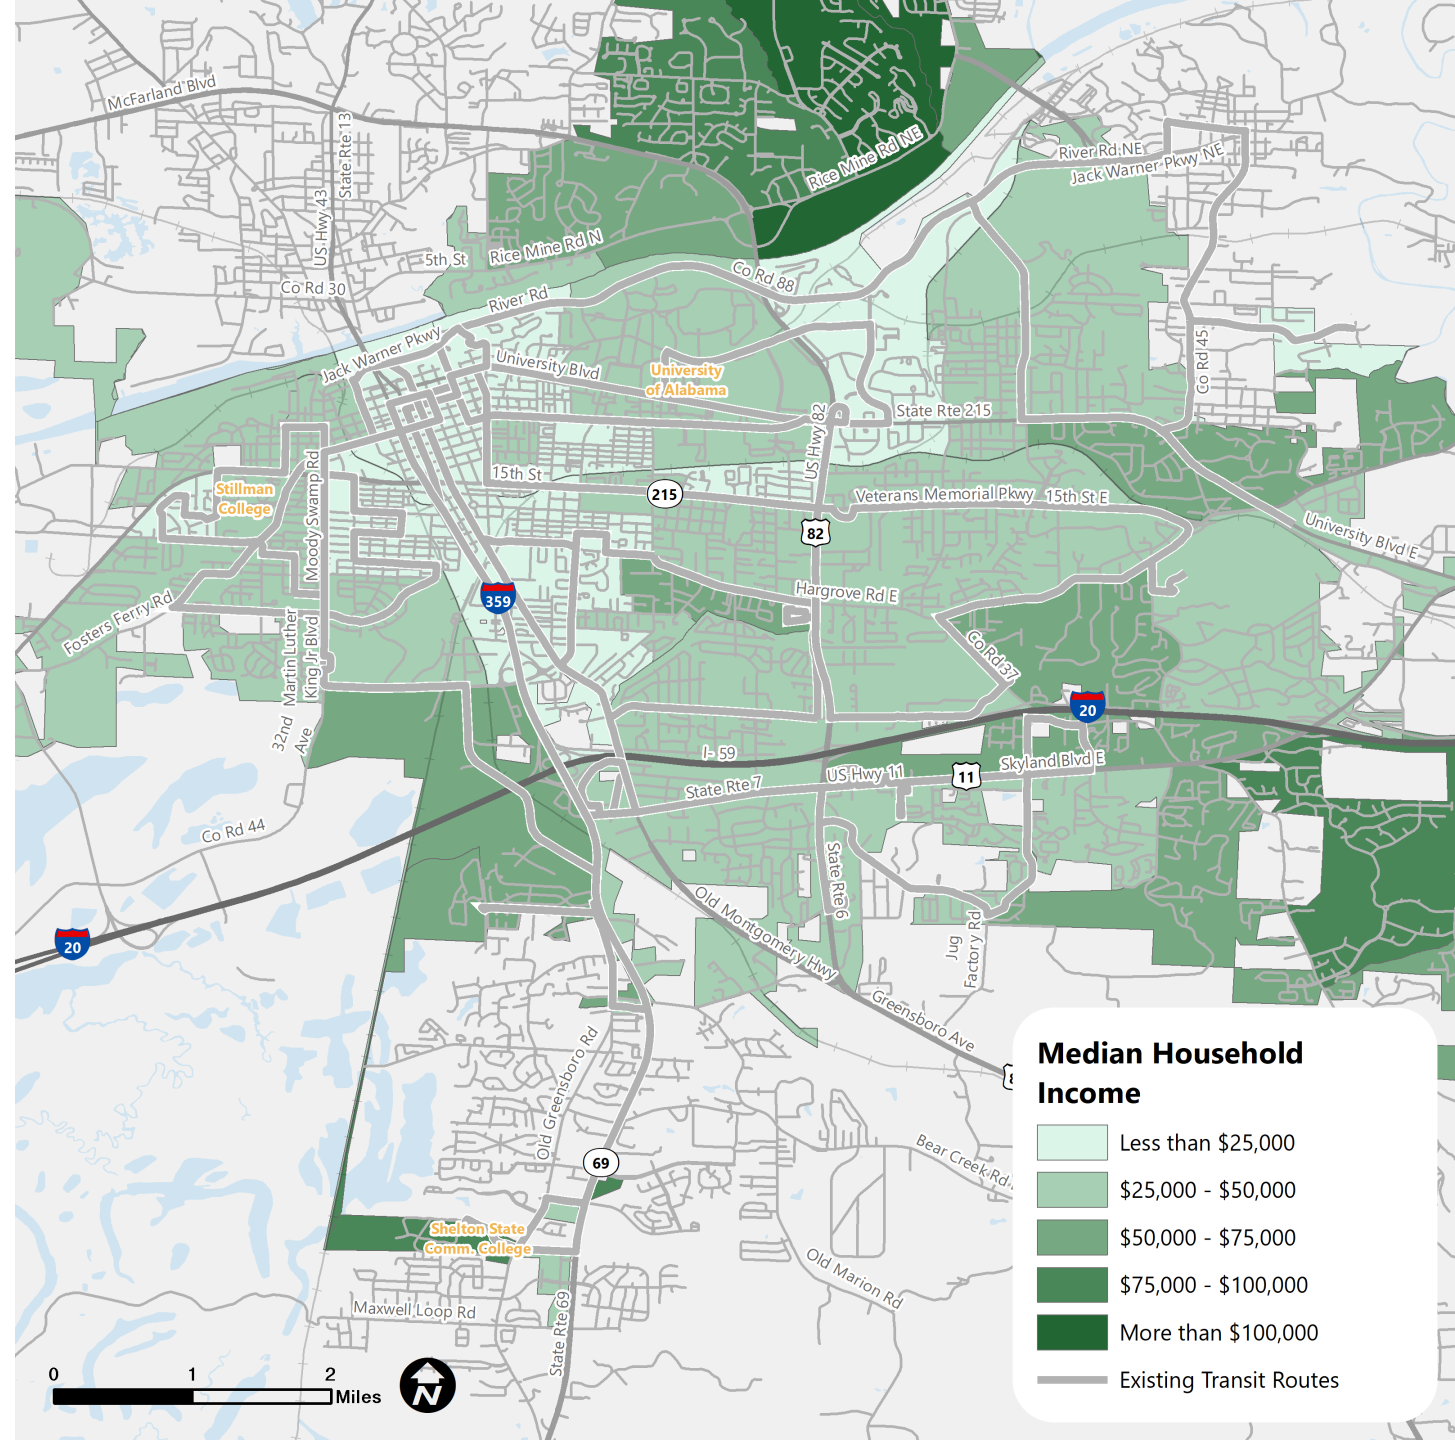 McFarland Blvd
State Rte 13
US Hwy 43
River Rd NE
Jack Warner Pkwy NE
Rice Mine Rd NE
Rice Mine Rd N
5th St
Co Rd 30
Co Rd 88
River Rd
Jack Warner Pkwy
University Blvd
University
of Alabama
Co Rd 45
State Rte 215
US Hwy 82
15th St
215
Veterans Memorial Pkwy
15th St E
University Blvd E
Stillman
College
Moody Swamp Rd
82
359
Hargrove Rd E
Fosters Ferry Rd
Martin Luther
King Jr Blvd
Co Rd 37
32nd
Ave
20
I- 59
Skyland Blvd E
US Hwy 11
11
State Rte 7
Co Rd 44
State Rte 6
Old Montgomery Hwy
Jug
Factory Rd
20
Greensboro Ave
Old Greensboro Rd
69
Bear Creek Rd
Shelton State
Comm. College
Old Marion Rd
Maxwell Loop Rd
State Rte 69
0 1 2
Miles
N
Median Household
Income
Less than $25,000
$25,000 - $50,000
$50,000 - $75,000
$75,000 - $100,000
More than $100,000
Existing Transit Routes